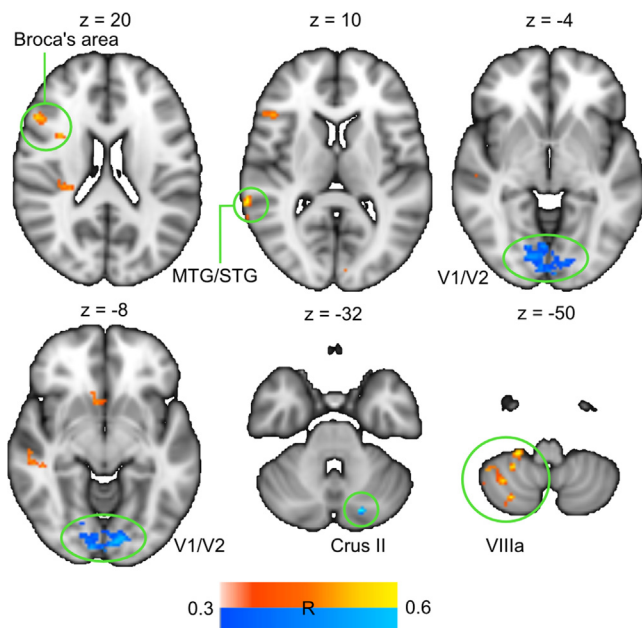 z = 20
z = 10
z = -4
Broca's area
MTG/STG
V1/V2
z = -8
z = -32
z = -50
V1/V2
Crus II
VIIIa
0.3
R
0.6